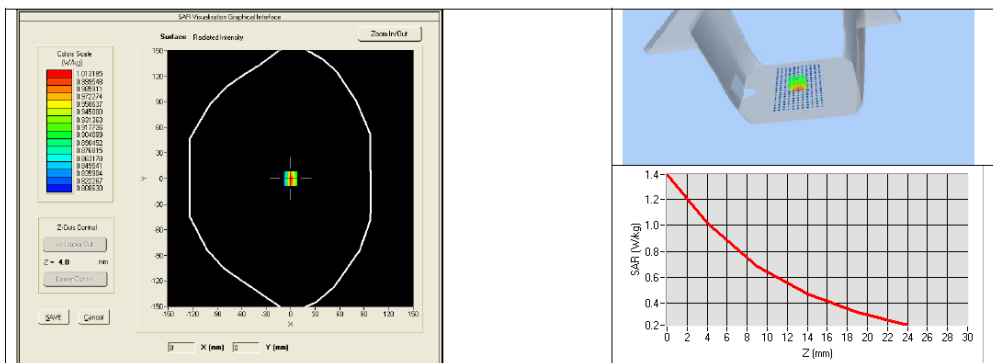 SAR Visualisation Graphical Interface
Surface Radiated Intensity
Zoom In/Out
Colors Scale
(W/kg)
1.013185
0.999548
0.985911
0.972274
0.958637
0.945000
0.931363
0.917726
0.904089
0.890452
0.876815
0.863178
0.849541
0.835904
0.822267
0.808630
Z-Cuts Control
<< Upper Cut
Z = 4.0 mm
Lower Cut >>
SAVE Cancel
150
120
90
60
30
0
-30
-60
-90
-120
-150
Y
-150 -120 -90 -60 -30 0 30 60 90 120 150
X
0 X (mm) 0 Y (mm)
SAR (W/kg)
1.4
1.2
1.0
0.8
0.6
0.4
0.2
0 2 4 6 8 10 12 14 16 18 20 22 24 26 28 30
Z (mm)